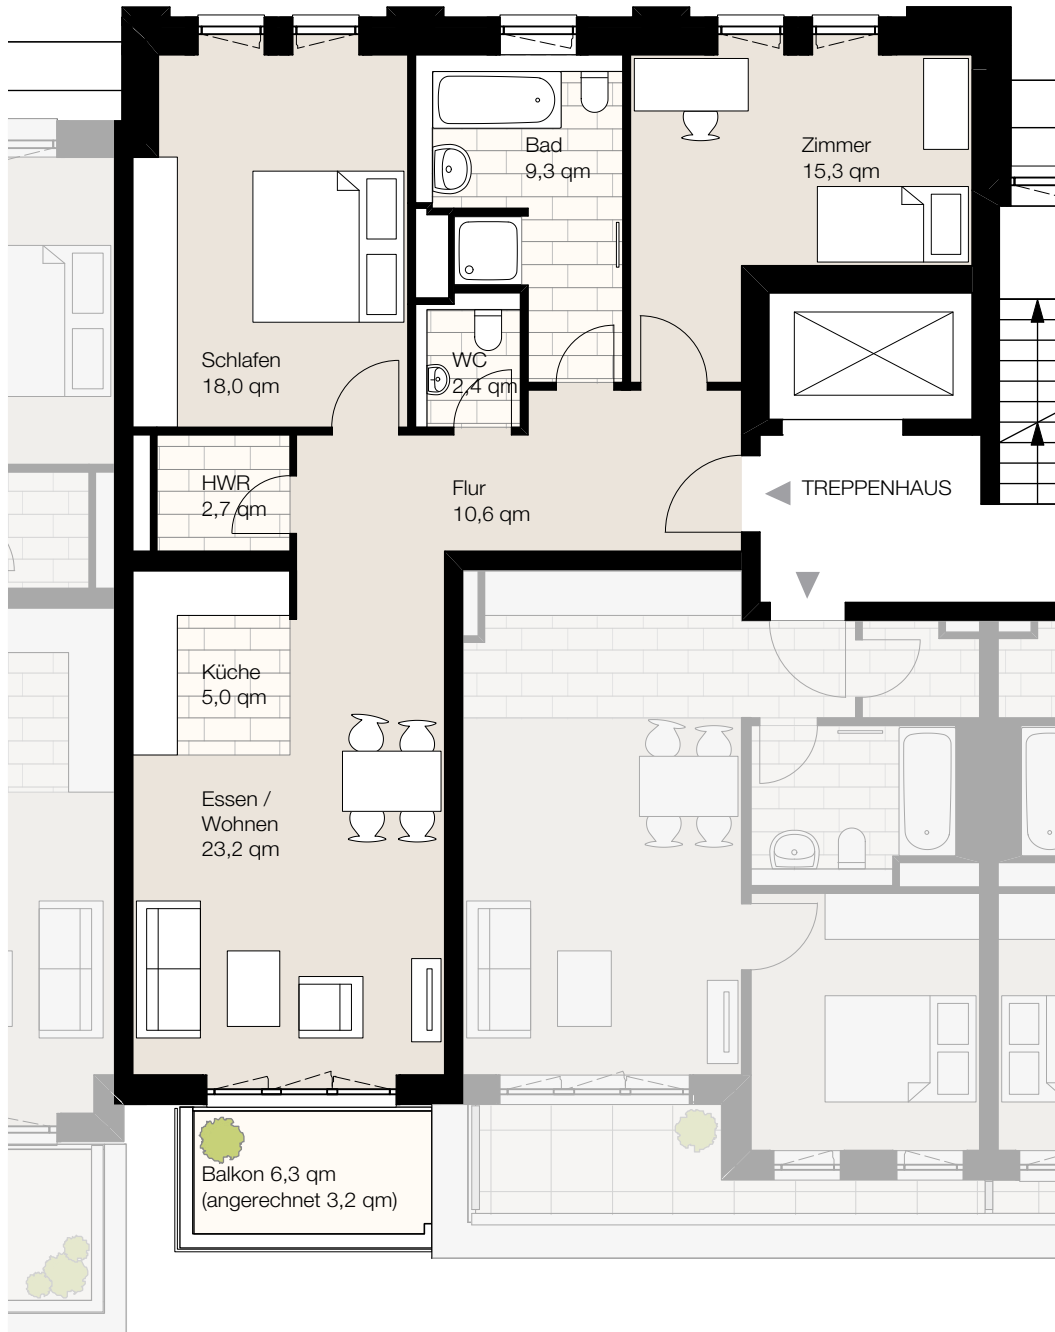 Bad
9,3 qm
Zimmer
15,3 qm
Schlafen
18,0 qm
WC
2,4 qm
HWR
2,7 qm
Flur
10,6 qm
TREPPENHAUS
Küche
5,0 qm
Essen /
Wohnen
23,2 qm
Balkon 6,3 qm
(angerechnet 3,2 qm)